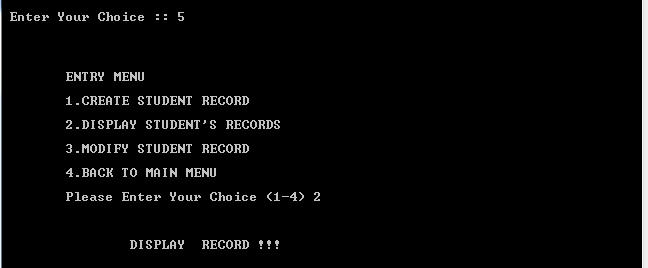 Enter Your Choice :: 5
ENTRY MENU
1.CREATE STUDENT RECORD
2.DISPLAY STUDENT'S RECORDS
3.MODIFY STUDENT RECORD
4.BACK TO MAIN MENU
Please Enter Your Choice (1-4) 2
DISPLAY  RECORD !!!